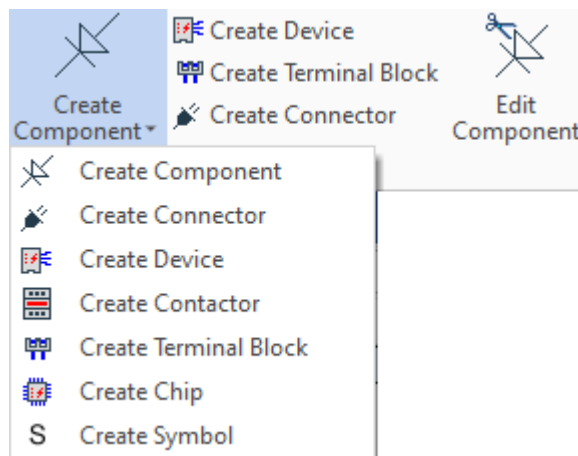 Create Device
Create Terminal Block
Create Connector
Create
Component
Edit
Component
Create Component
Create Connector
Create Device
Create Contactor
Create Terminal Block
Create Chip
S Create Symbol